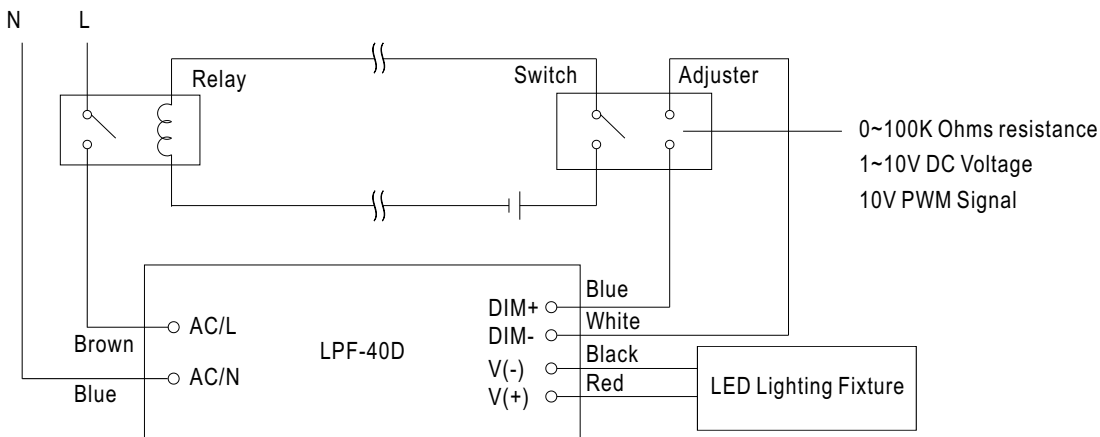 N
L
Relay
Switch
Adjuster
0~100K Ohms resistance
1~10V DC Voltage
10V PWM Signal
Brown
Blue
AC/L
AC/N
LPF-40D
DIM+
DIM-
V(-)
V(+)
Blue
White
Black
Red
LED Lighting Fixture